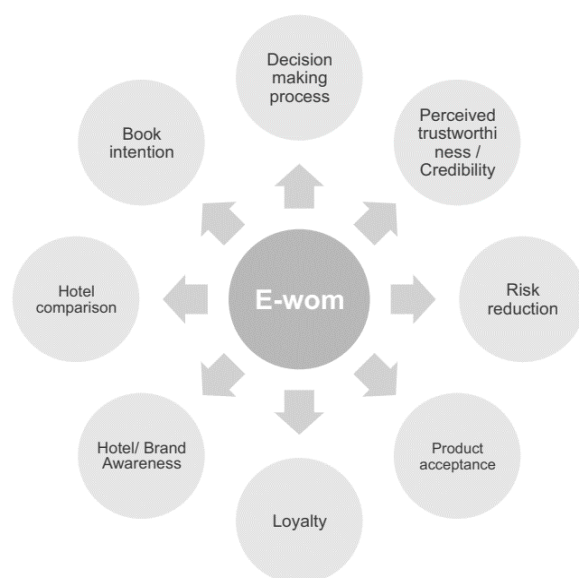 Decision
making
process
Perceived
trustworthi
ness /
Credibility
Risk
reduction
Product
acceptance
Loyalty
Hotel/ Brand
Awareness
Hotel
comparison
Book
intention
E-wom